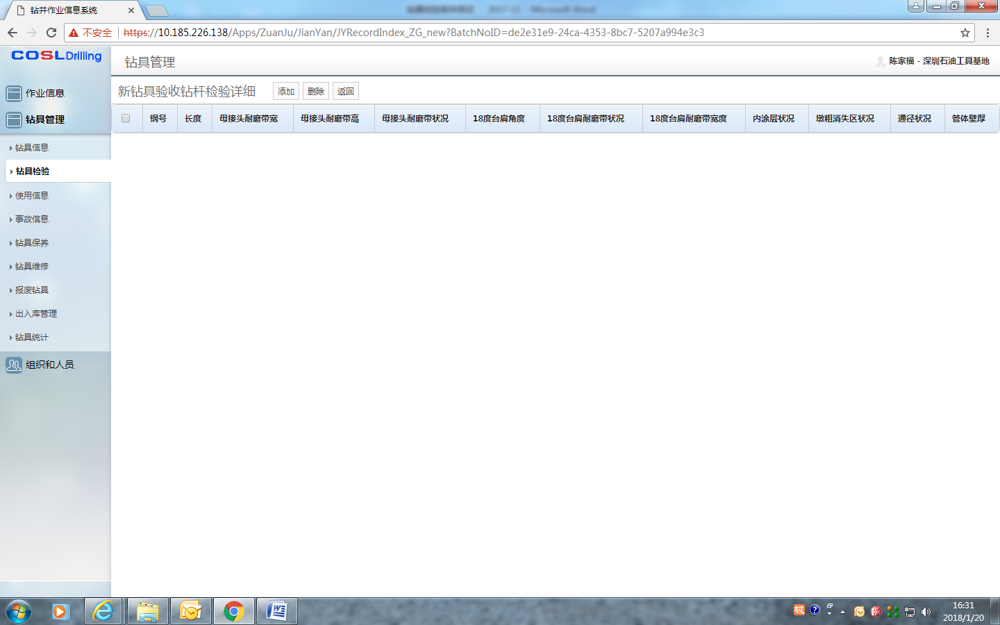 钻井作业信息系统
不安全 https://10.185.226.138/Apps/ZuanJu/JianYan/JYRecordIndex_ZG_new?BatchNoID=de2e31e9-24ca-4353-8bc7-5207a994e3c3
COSL Drilling
钻具管理
陈家福 - 深圳石油工具基地
作业信息
钻具管理
钻具信息
钻具检验
使用信息
事故信息
钻具保养
钻具维修
报废钻具
出入库管理
钻具统计
组织和人员
新钻具验收钻杆检验详细 添加 删除 返回
钢号 长度 母接头耐磨带宽 母接头耐磨带高 母接头耐磨带状况 18度台肩角度 18度台肩耐磨带状况 18度台肩耐磨带宽度 内涂层状况 墩粗消失区状况 通径状况 管体壁厚
16:31
2018/1/20